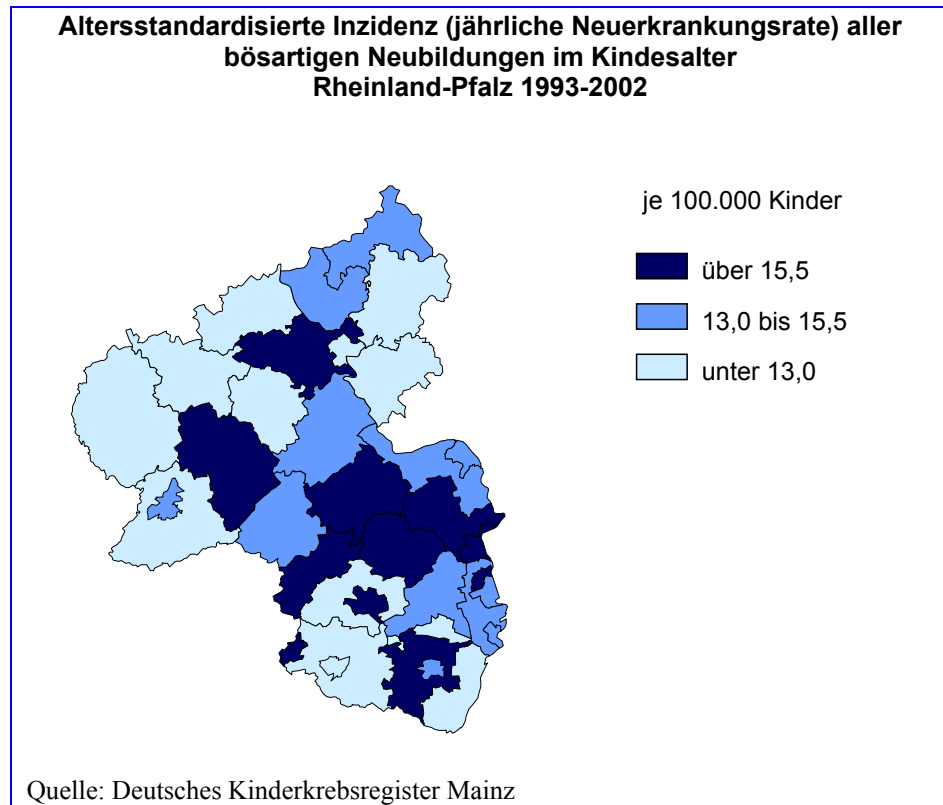 Altersstandardisierte Inzidenz (jährliche Neuerkrankungsrate) aller
bösartigen Neubildungen im Kindesalter
Rheinland-Pfalz 1993-2002
je 100.000 Kinder
über 15,5
13,0 bis 15,5
unter 13,0
Quelle: Deutsches Kinderkrebsregister Mainz